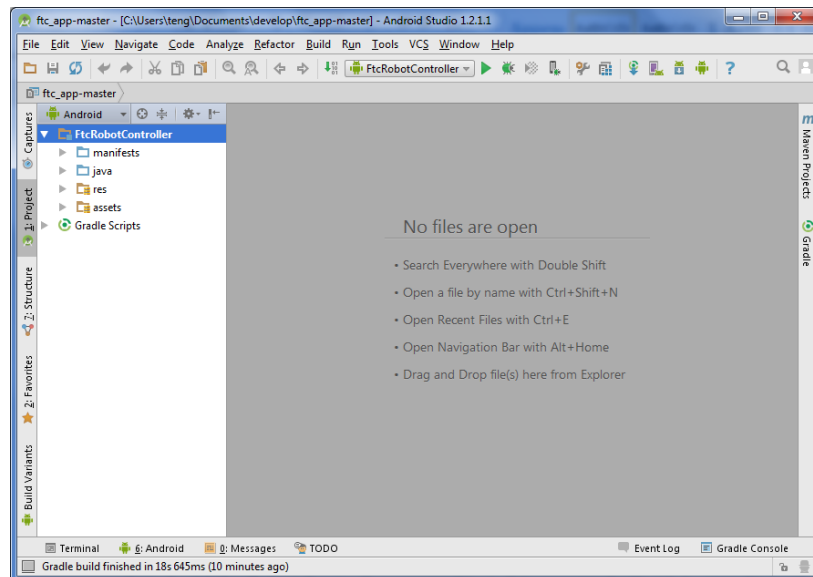 ftc_app-master - [C:\Users\teng\Documents\develop\ftc_app-master] - Android Studio 1.2.1.1
File Edit View Navigate Code Analyze Refactor Build Run Tools VCS Window Help
FtcRobotController
ftc_app-master
Captures
1: Project
7: Structure
2: Favorites
Build Variants
Android
FtcRobotController
manifests
java
res
assets
Gradle Scripts
No files are open
• Search Everywhere with Double Shift
• Open a file by name with Ctrl+Shift+N
• Open Recent Files with Ctrl+E
• Open Navigation Bar with Alt+Home
• Drag and Drop file(s) here from Explorer
m
Maven Projects
Gradle
Terminal 6: Android 0: Messages TODO Event Log Gradle Console
Gradle build finished in 18s 645ms (10 minutes ago)